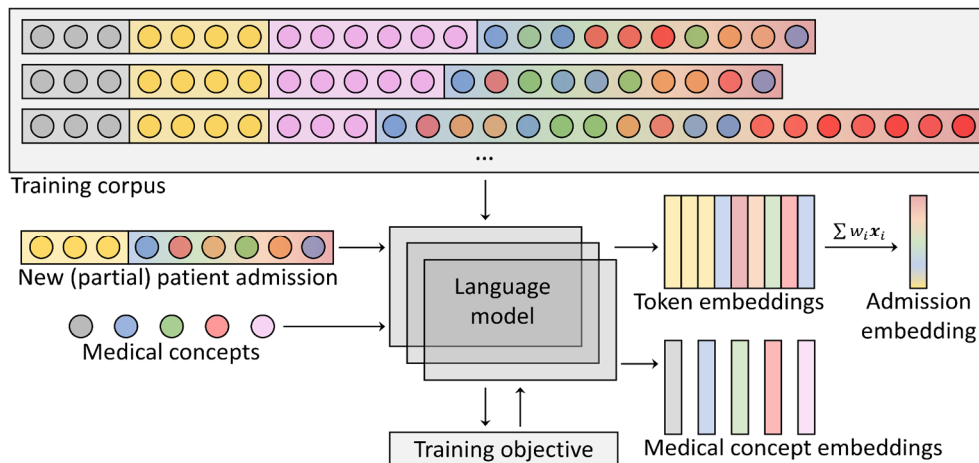 ...
Training corpus
New (partial) patient admission
Medical concepts
Language
model
Training objective
Token embeddings
∑ wᵢxᵢ
Admission
embedding
Medical concept embeddings